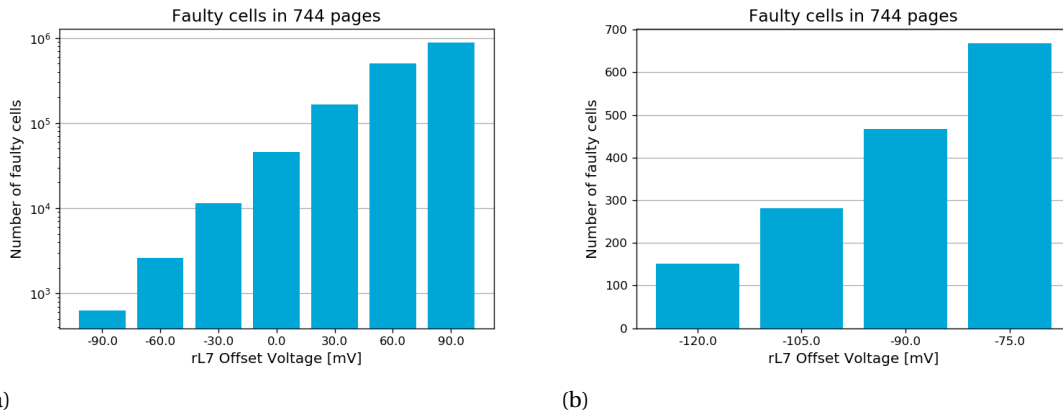 Faulty cells in 744 pages
Number of faulty cells
10^6
10^5
10^4
10^3
-90.0 -60.0 -30.0 0.0 30.0 60.0 90.0
rL7 Offset Voltage [mV]
Faulty cells in 744 pages
Number of faulty cells
700
600
500
400
300
200
100
0
-120.0 -105.0 -90.0 -75.0
rL7 Offset Voltage [mV]
)
(b)